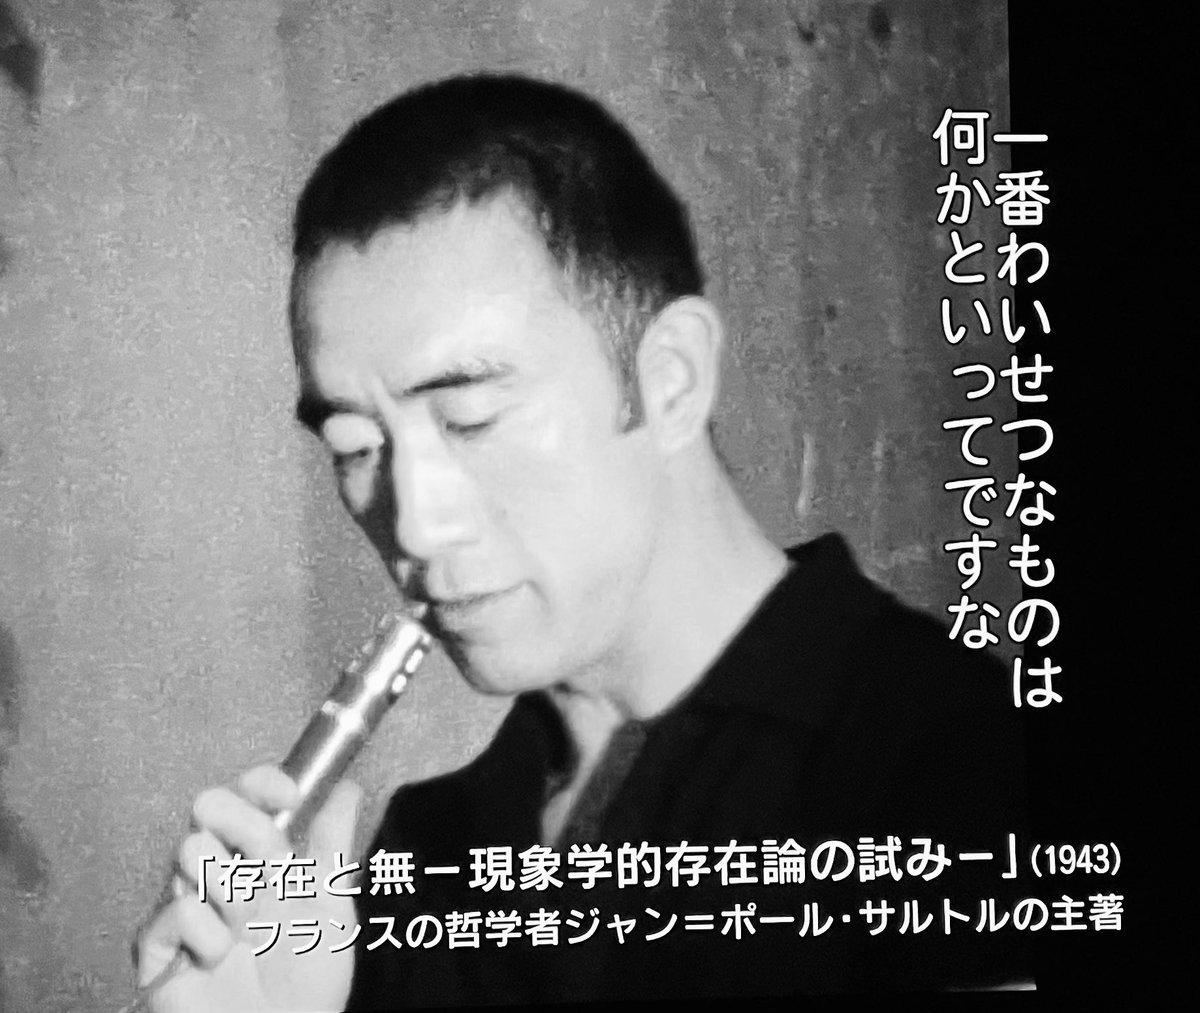 一番わいせつなものは
何かといってですな
「存在と無－現象学的存在論の試み－」(1943)
フランスの哲学者ジャン＝ポール・サルトルの主著